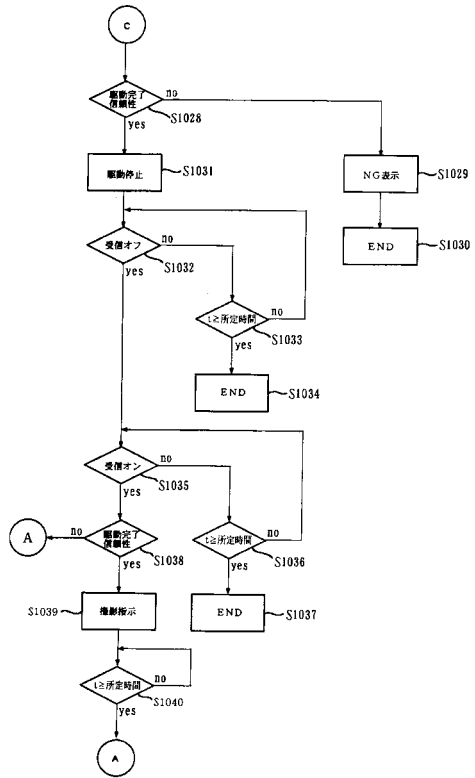 C
駆動完了
信頼性
no
S1028
yes
駆動停止
S1031
NG表示
S1029
受信オフ
no
S1032
yes
END
S1030
t≥所定時間
no
S1033
yes
END
S1034
受信オン
no
S1035
yes
A
no
駆動完了
信頼性
S1038
yes
t≥所定時間
no
S1036
yes
S1039
撮影指示
END
S1037
t≥所定時間
no
S1040
yes
A